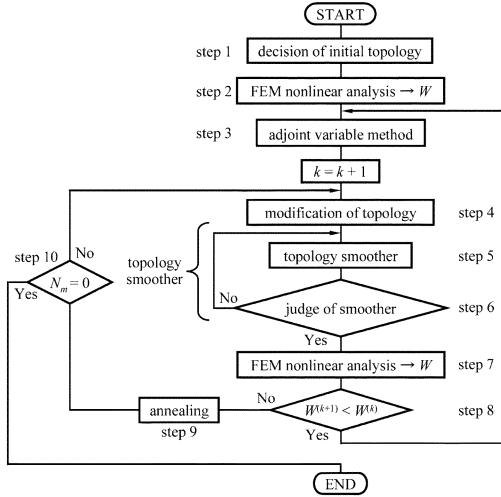 START
step 1
decision of initial topology
step 2
FEM nonlinear analysis → W
step 3
adjoint variable method
k = k + 1
modification of topology
step 4
step 10
No
topology
smoother
topology smoother
step 5
Yes
N_m = 0
No
judge of smoother
step 6
Yes
FEM nonlinear analysis → W
step 7
annealing
No
W^(k+1) < W^(k)
step 8
step 9
Yes
END